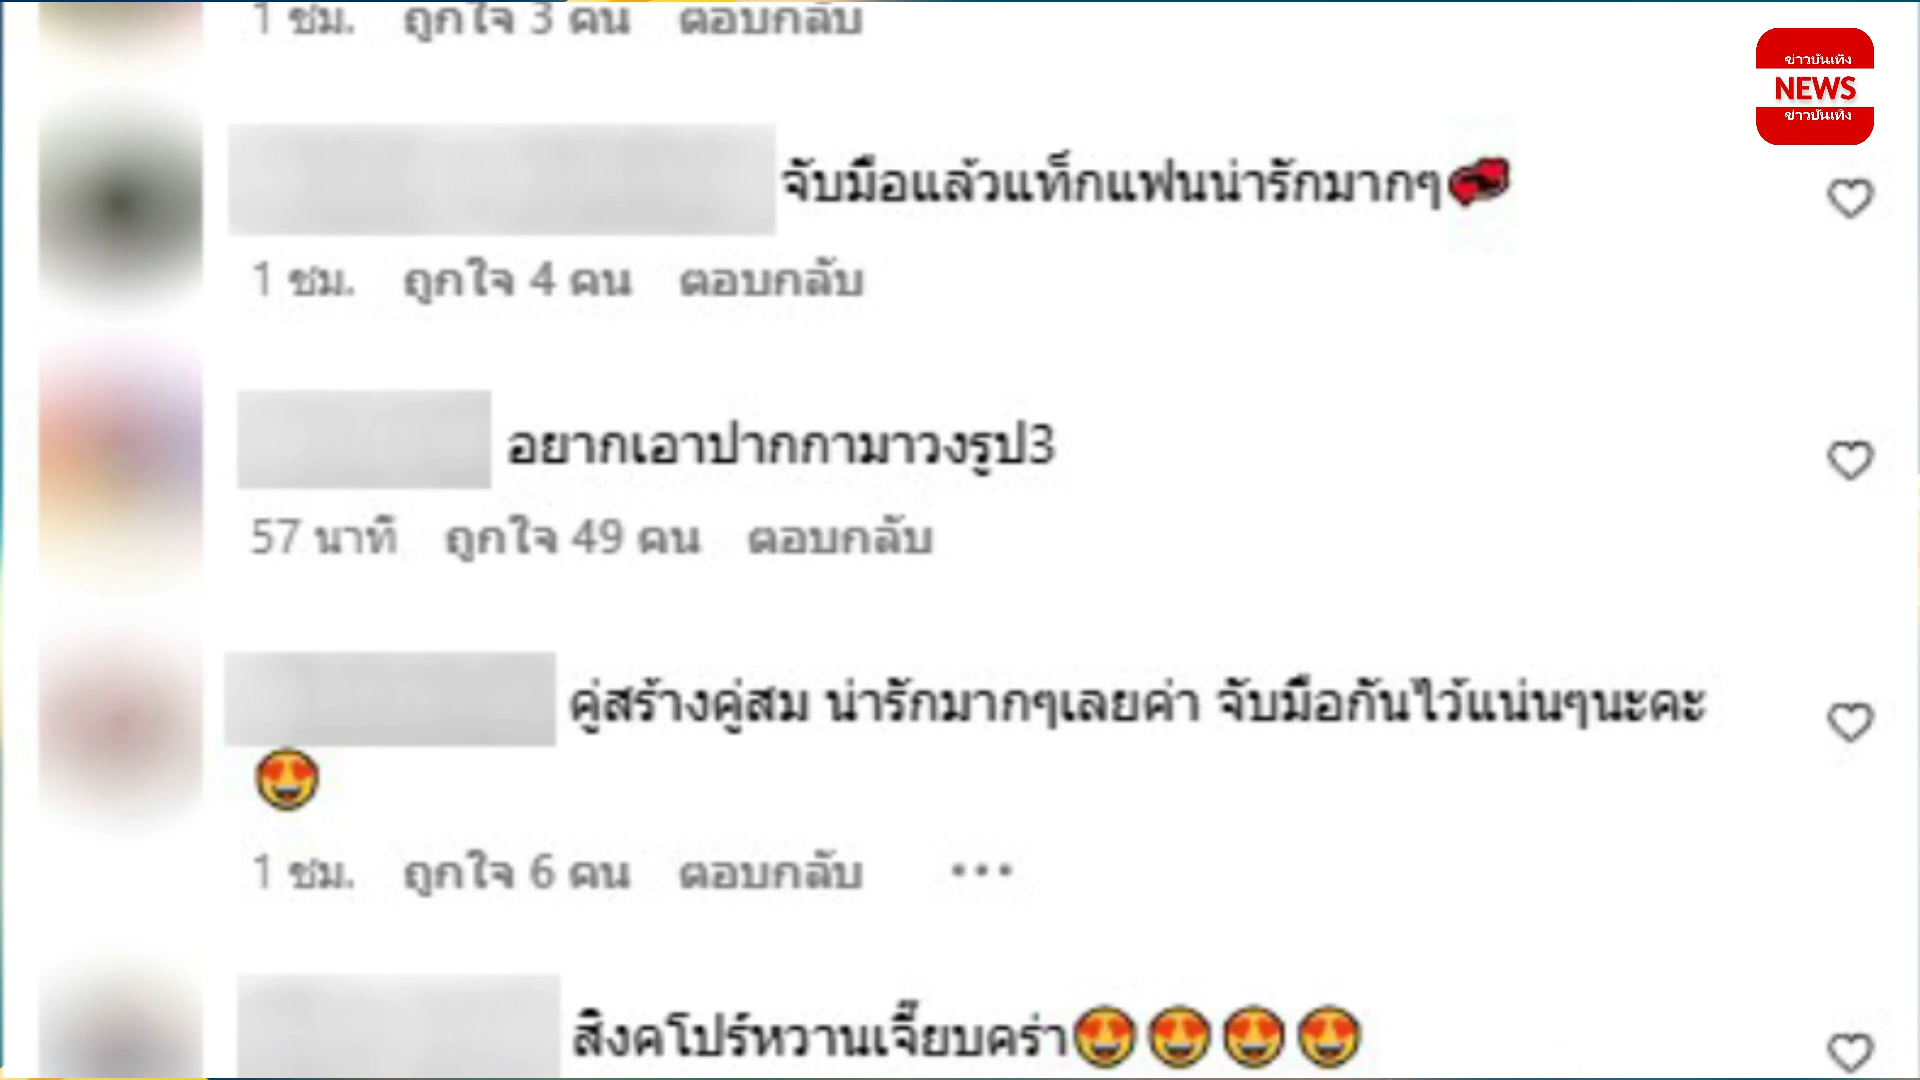 1 ชม. ถูกใจ 3 คน ตอบกลับ
ข่าวบันเทิง
NEWS
ข่าวบันเทิง
จับมือแล้วแท็กแฟนน่ารักมากๆ💞
1 ชม. ถูกใจ 4 คน ตอบกลับ
อยากเอาปากกามาวงรูป3
57 นาที ถูกใจ 49 คน ตอบกลับ
คู่สร้างคู่สม น่ารักมากๆเลยค่า จับมือกันไว้แน่นๆนะคะ
😍
1 ชม. ถูกใจ 6 คน ตอบกลับ •••
สิงคโปร์หวานเจี๊ยบคร่า😍😍😍😍